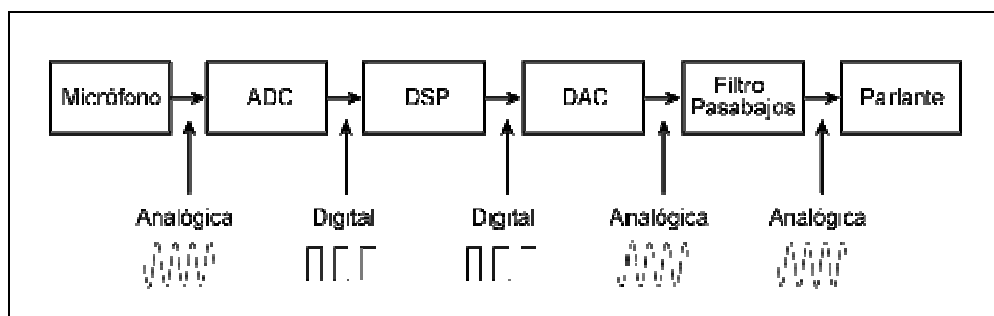 Micrófono
ADC
DSP
DAC
Filtro
Pasabajos
Parlante
Analógica
Digital
Digital
Analógica
Analógica